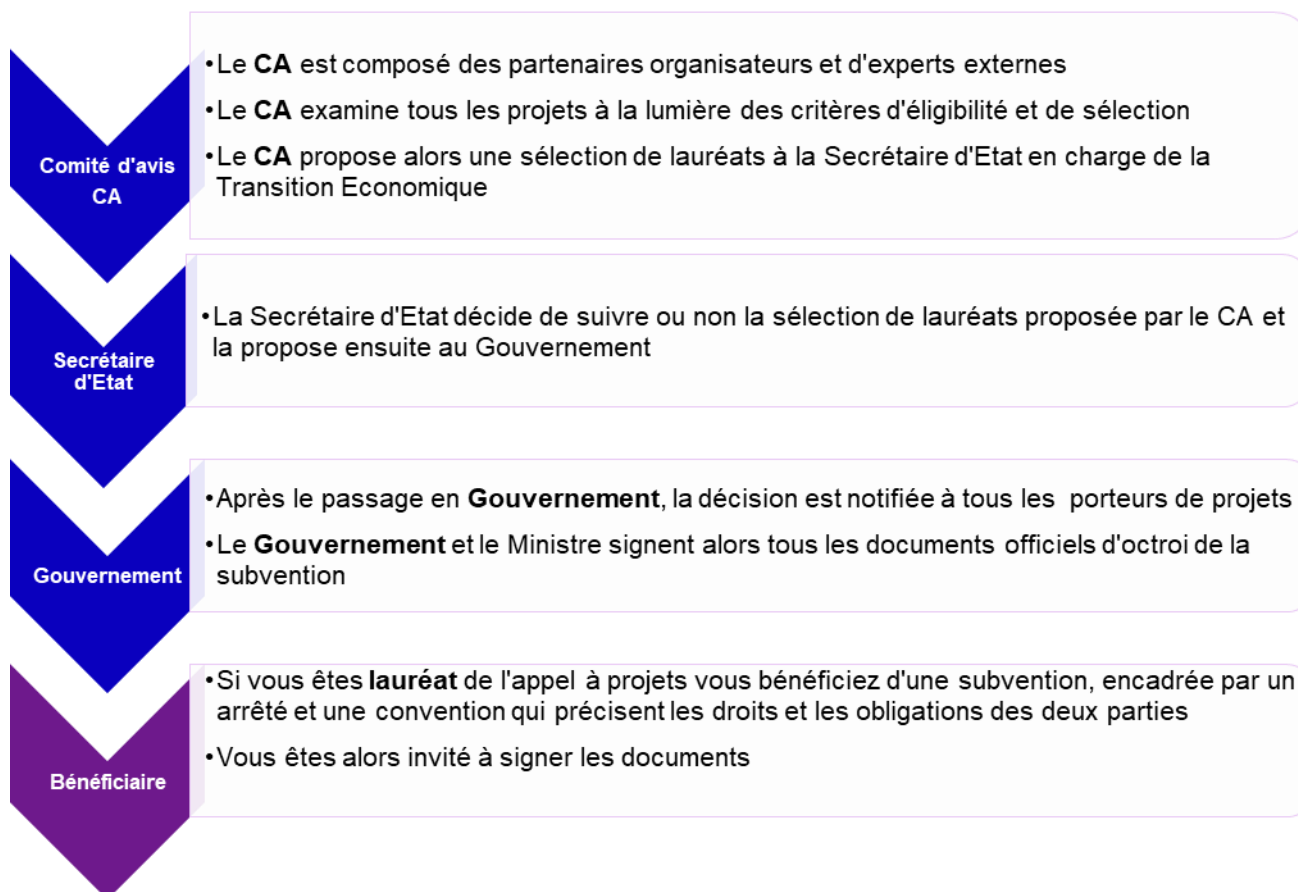 Comité d'avis
CA
•Le CA est composé des partenaires organisateurs et d'experts externes
•Le CA examine tous les projets à la lumière des critères d'éligibilité et de sélection
•Le CA propose alors une sélection de lauréats à la Secrétaire d'Etat en charge de la
Transition Economique
Secrétaire
d'Etat
•La Secrétaire d'Etat décide de suivre ou non la sélection de lauréats proposée par le CA et
la propose ensuite au Gouvernement
Gouvernement
•Après le passage en Gouvernement, la décision est notifiée à tous les porteurs de projets
•Le Gouvernement et le Ministre signent alors tous les documents officiels d'octroi de la
subvention
Bénéficiaire
•Si vous êtes lauréat de l'appel à projets vous bénéficiez d'une subvention, encadrée par un
arrêté et une convention qui précisent les droits et les obligations des deux parties
•Vous êtes alors invité à signer les documents